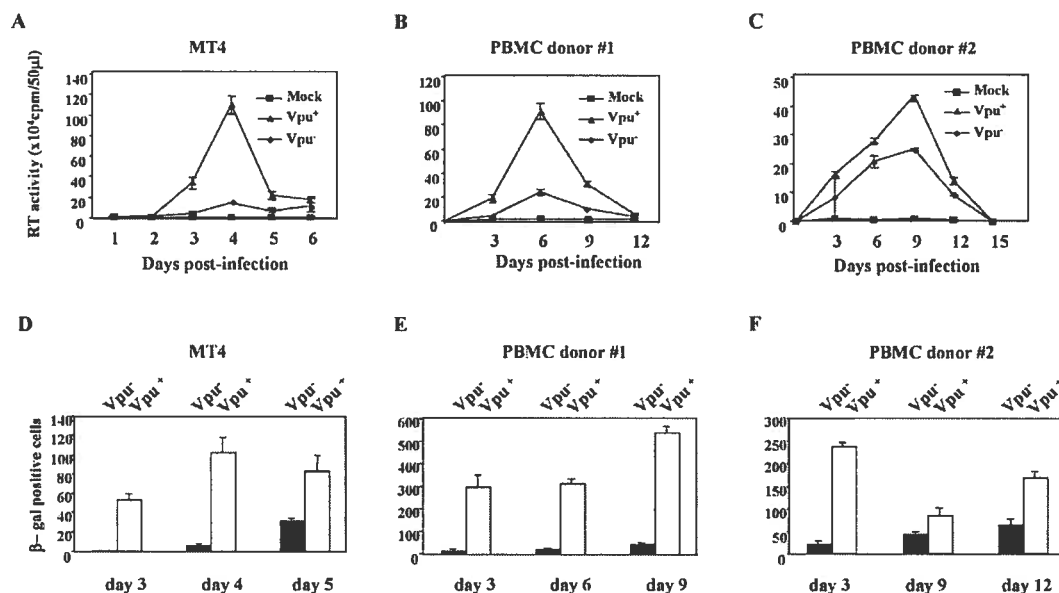 A
MT4
RT activity (x10⁴cpm/50µl)
140
120
100
80
60
40
20
0
Mock
Vpu⁺
Vpu⁻
1 2 3 4 5 6
Days post-infection
B
PBMC donor #1
120
100
80
60
40
20
0
Mock
Vpu⁺
Vpu⁻
3 6 9 12
Days post-infection
C
PBMC donor #2
50
40
30
20
10
0
Mock
Vpu⁺
Vpu⁻
3 6 9 12 15
Days post-infection
D
MT4
Vpu⁻ Vpu⁺ Vpu⁻ Vpu⁺ Vpu⁻ Vpu⁺
β– gal positive cells
140
120
100
80
60
40
20
0
day 3 day 4 day 5
E
PBMC donor #1
Vpu⁻ Vpu⁺ Vpu⁻ Vpu⁺ Vpu⁻ Vpu⁺
600
500
400
300
200
100
0
day 3 day 6 day 9
F
PBMC donor #2
Vpu⁻ Vpu⁺ Vpu⁻ Vpu⁺ Vpu⁻ Vpu⁺
250
200
150
100
50
0
day 3 day 9 day 12